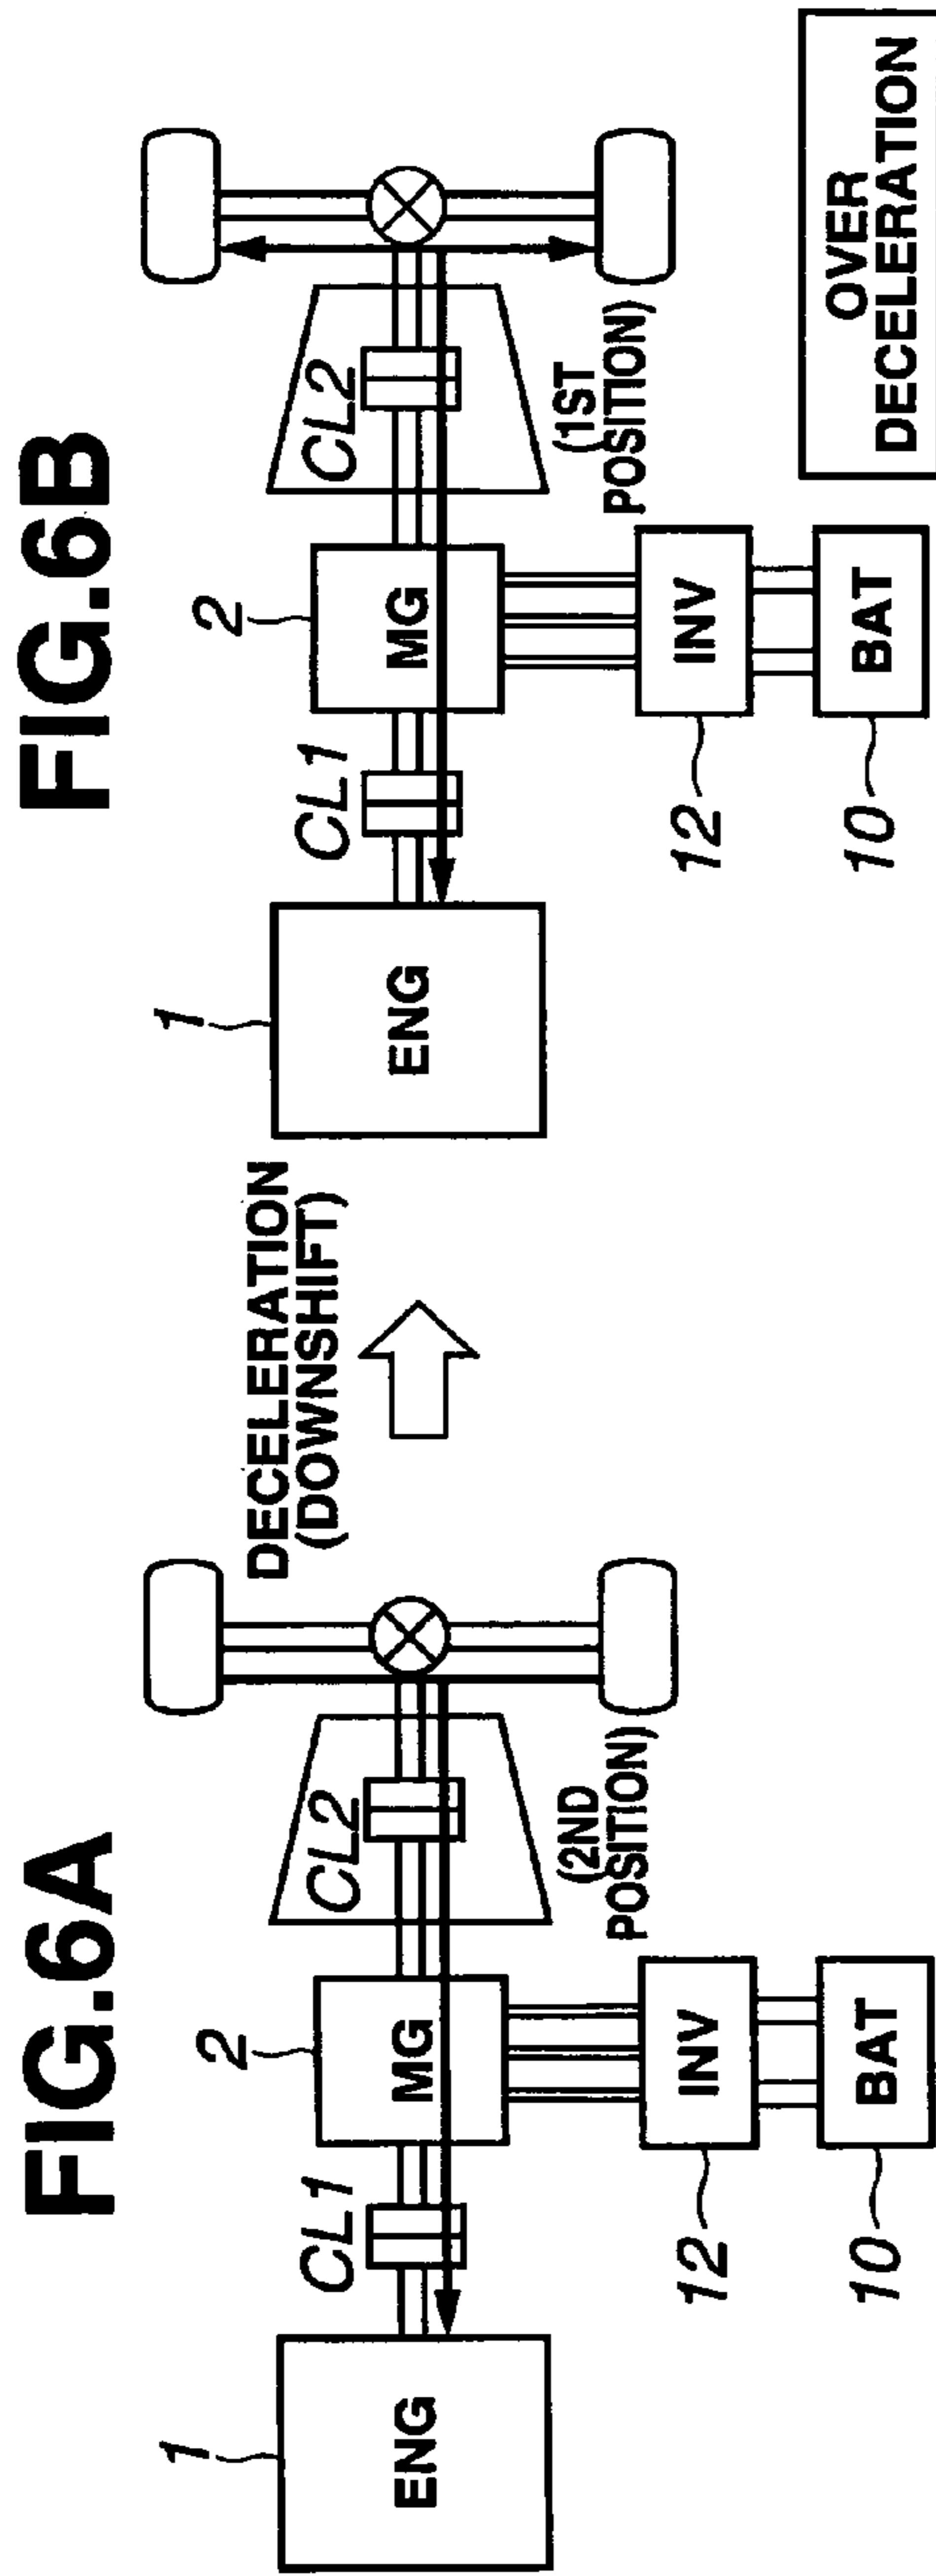 FIG.6A
1
ENG
CL1
2
MG
CL2
(2ND
POSITION)
12
INV
10
BAT
DECELERATION
(DOWNSHIFT)
FIG.6B
1
ENG
CL1
2
MG
CL2
(1ST
POSITION)
12
INV
10
BAT
OVER
DECELERATION